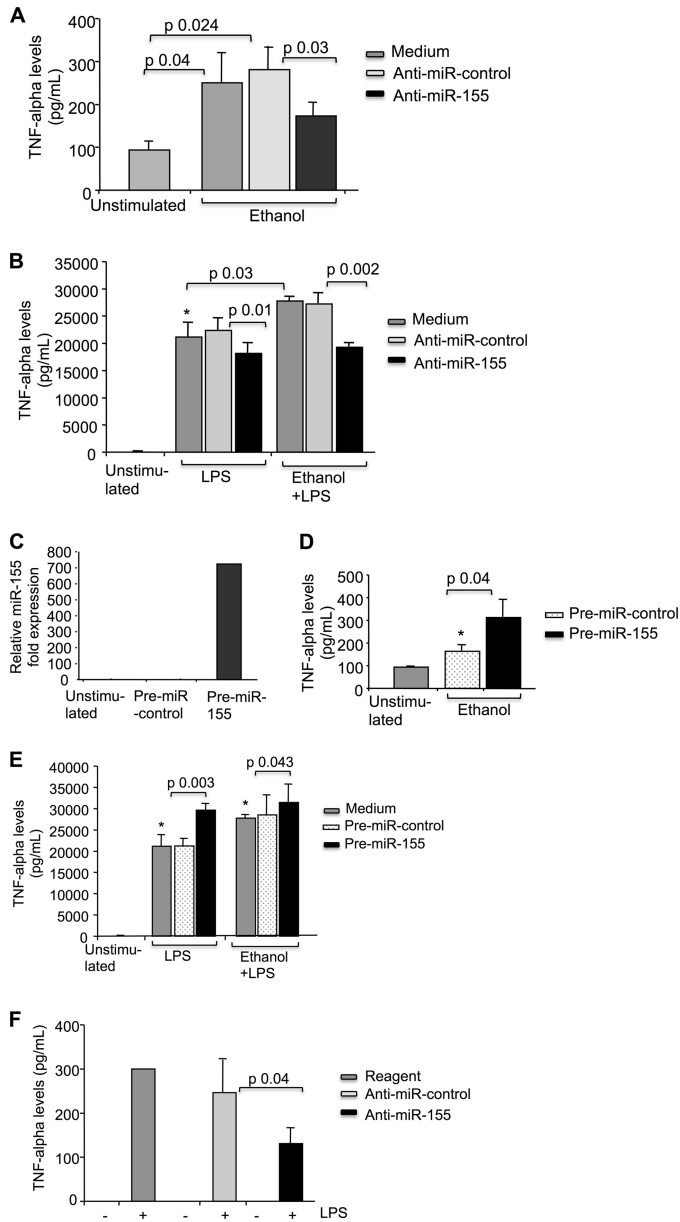 A
TNF-alpha levels
(pg/mL)
400
300
200
100
0
p 0.024
p 0.04
p 0.03
Medium
Anti-miR-control
Anti-miR-155
Unstimulated
Ethanol
B
TNF-alpha levels
(pg/mL)
35000
30000
25000
20000
15000
10000
5000
0
p 0.03
p 0.002
*
p 0.01
Medium
Anti-miR-control
Anti-miR-155
Unstimu-
lated
LPS
Ethanol
+LPS
C
Relative miR-155
fold expression
800
700
600
500
400
300
200
100
0
Unstimu-
lated
Pre-miR
-control
Pre-miR-
155
D
TNF-alpha levels
(pg/mL)
500
400
300
200
100
0
p 0.04
*
Pre-miR-control
Pre-miR-155
Unstimu-
lated
Ethanol
E
TNF-alpha levels
(pg/mL)
40000
35000
30000
25000
20000
15000
10000
5000
0
p 0.003
p 0.043
*
*
Medium
Pre-miR-control
Pre-miR-155
Unstimu-
lated
LPS
Ethanol
+LPS
F
TNF-alpha levels (pg/mL)
400
300
200
100
0
p 0.04
Reagent
Anti-miR-control
Anti-miR-155
- + - + - + LPS